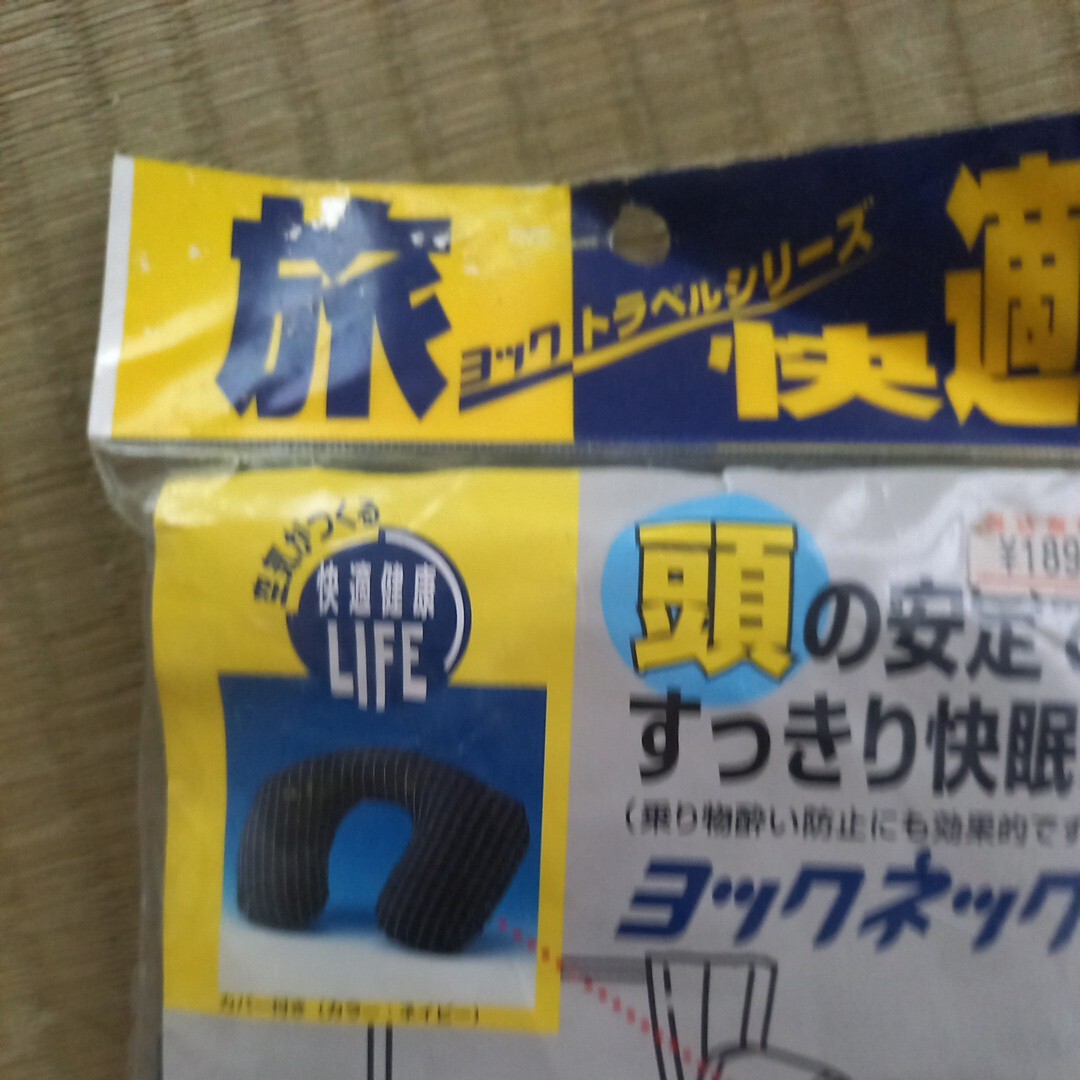 旅
ヨック トラベルシリーズ
快適
空気がつくる
快適健康
LIFE
¥189
頭の安定
すっきり快眠
(乗り物酔い防止にも効果的です
ヨックネック
カバー付き(カラー:ネイビー)